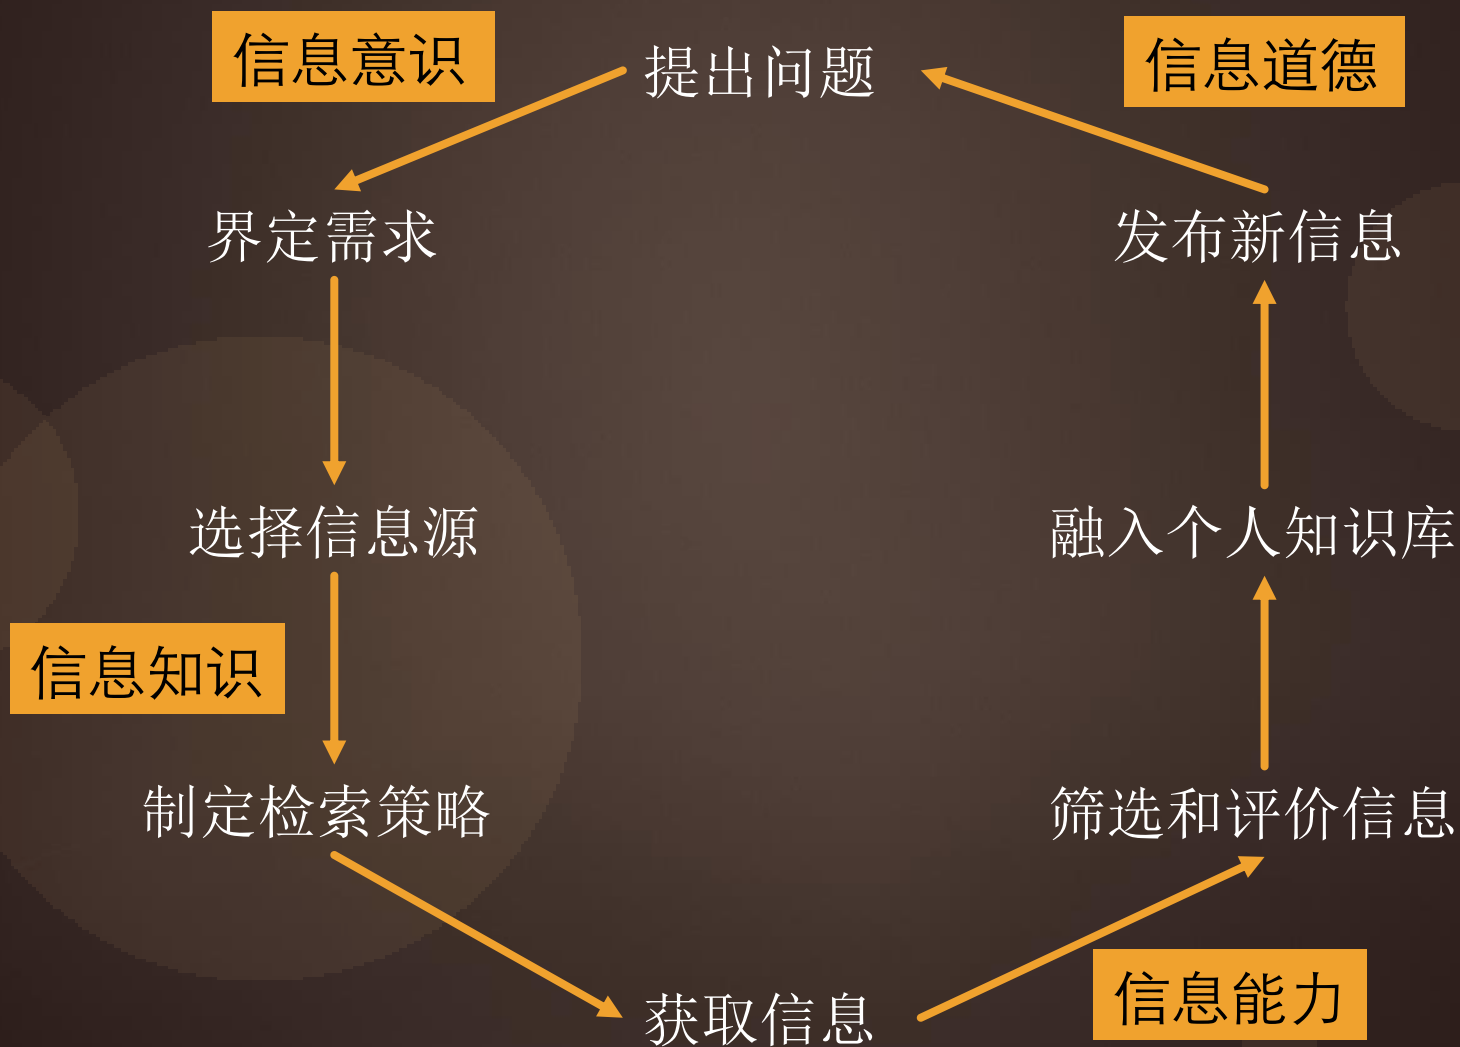 信息意识
提出问题
信息道德
界定需求
发布新信息
选择信息源
融入个人知识库
信息知识
制定检索策略
筛选和评价信息
获取信息
信息能力